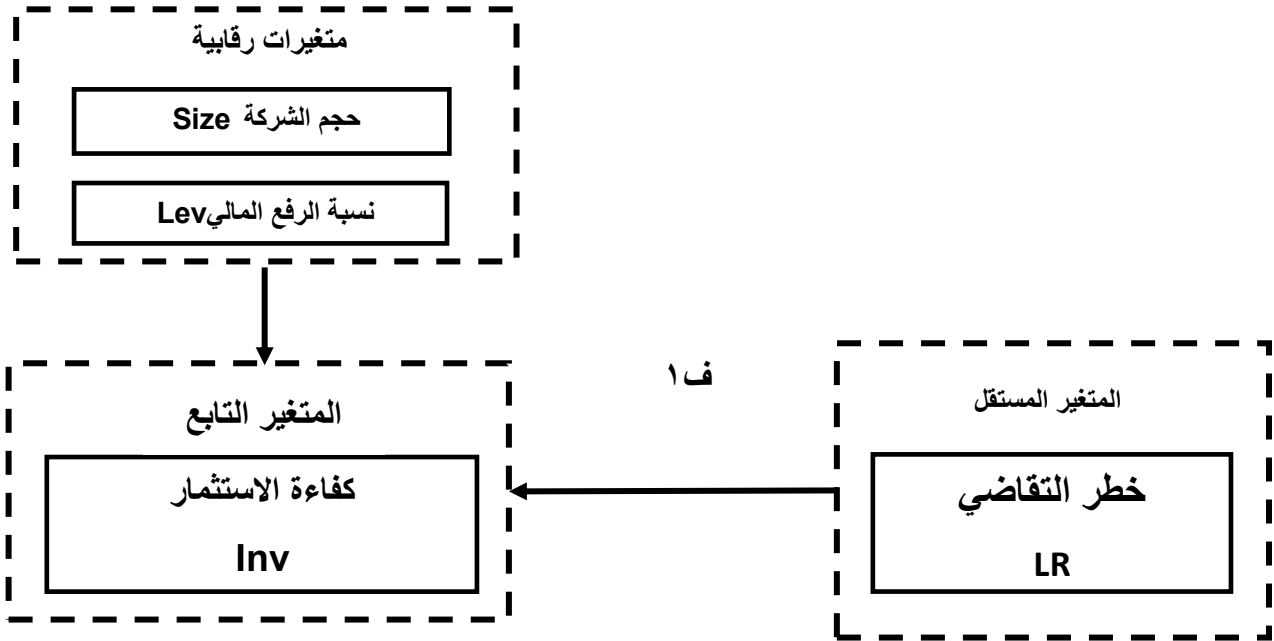 متغيرات رقابية
حجم الشركة Size
نسبة الرفع الماليLev
ف١
المتغير المستقل
خطر التقاضي
LR
المتغير التابع
كفاءة الاستثمار
Inv